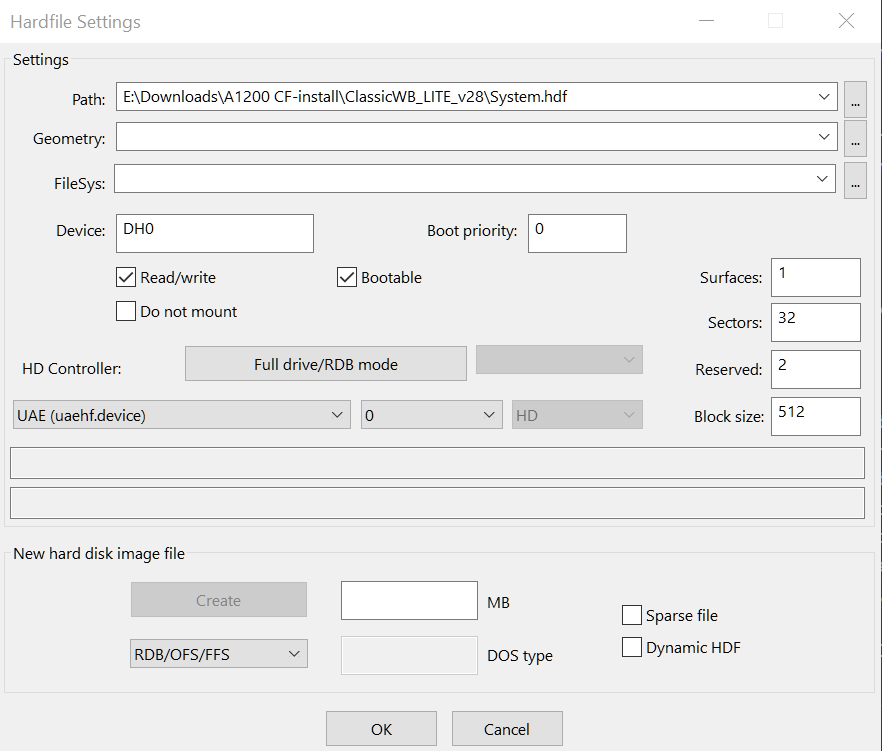 Hardfile Settings
Settings
Path: E:\Downloads\A1200 CF-install\ClassicWB_LITE_v28\System.hdf ...
Geometry: ...
FileSys: ...
Device: DH0 Boot priority: 0
Read/write Bootable Surfaces: 1
Do not mount Sectors: 32
HD Controller: Full drive/RDB mode Reserved: 2
UAE (uaehf.device) 0 HD Block size: 512
New hard disk image file
Create MB Sparse file
RDB/OFS/FFS DOS type Dynamic HDF
OK Cancel